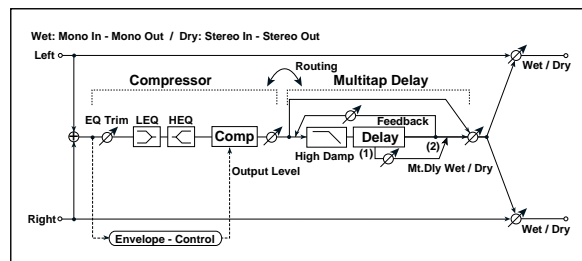 Wet: Mono In - Mono Out / Dry: Stereo In - Stereo Out
Left
Wet / Dry
Routing
Compressor
Multitap Delay
EQ Trim
LEQ
HEQ
Feedback
Comp
Delay
High Damp
(1)
(2)
Output Level
Mt.Dly Wet / Dry
Right
Wet / Dry
Envelope - Control